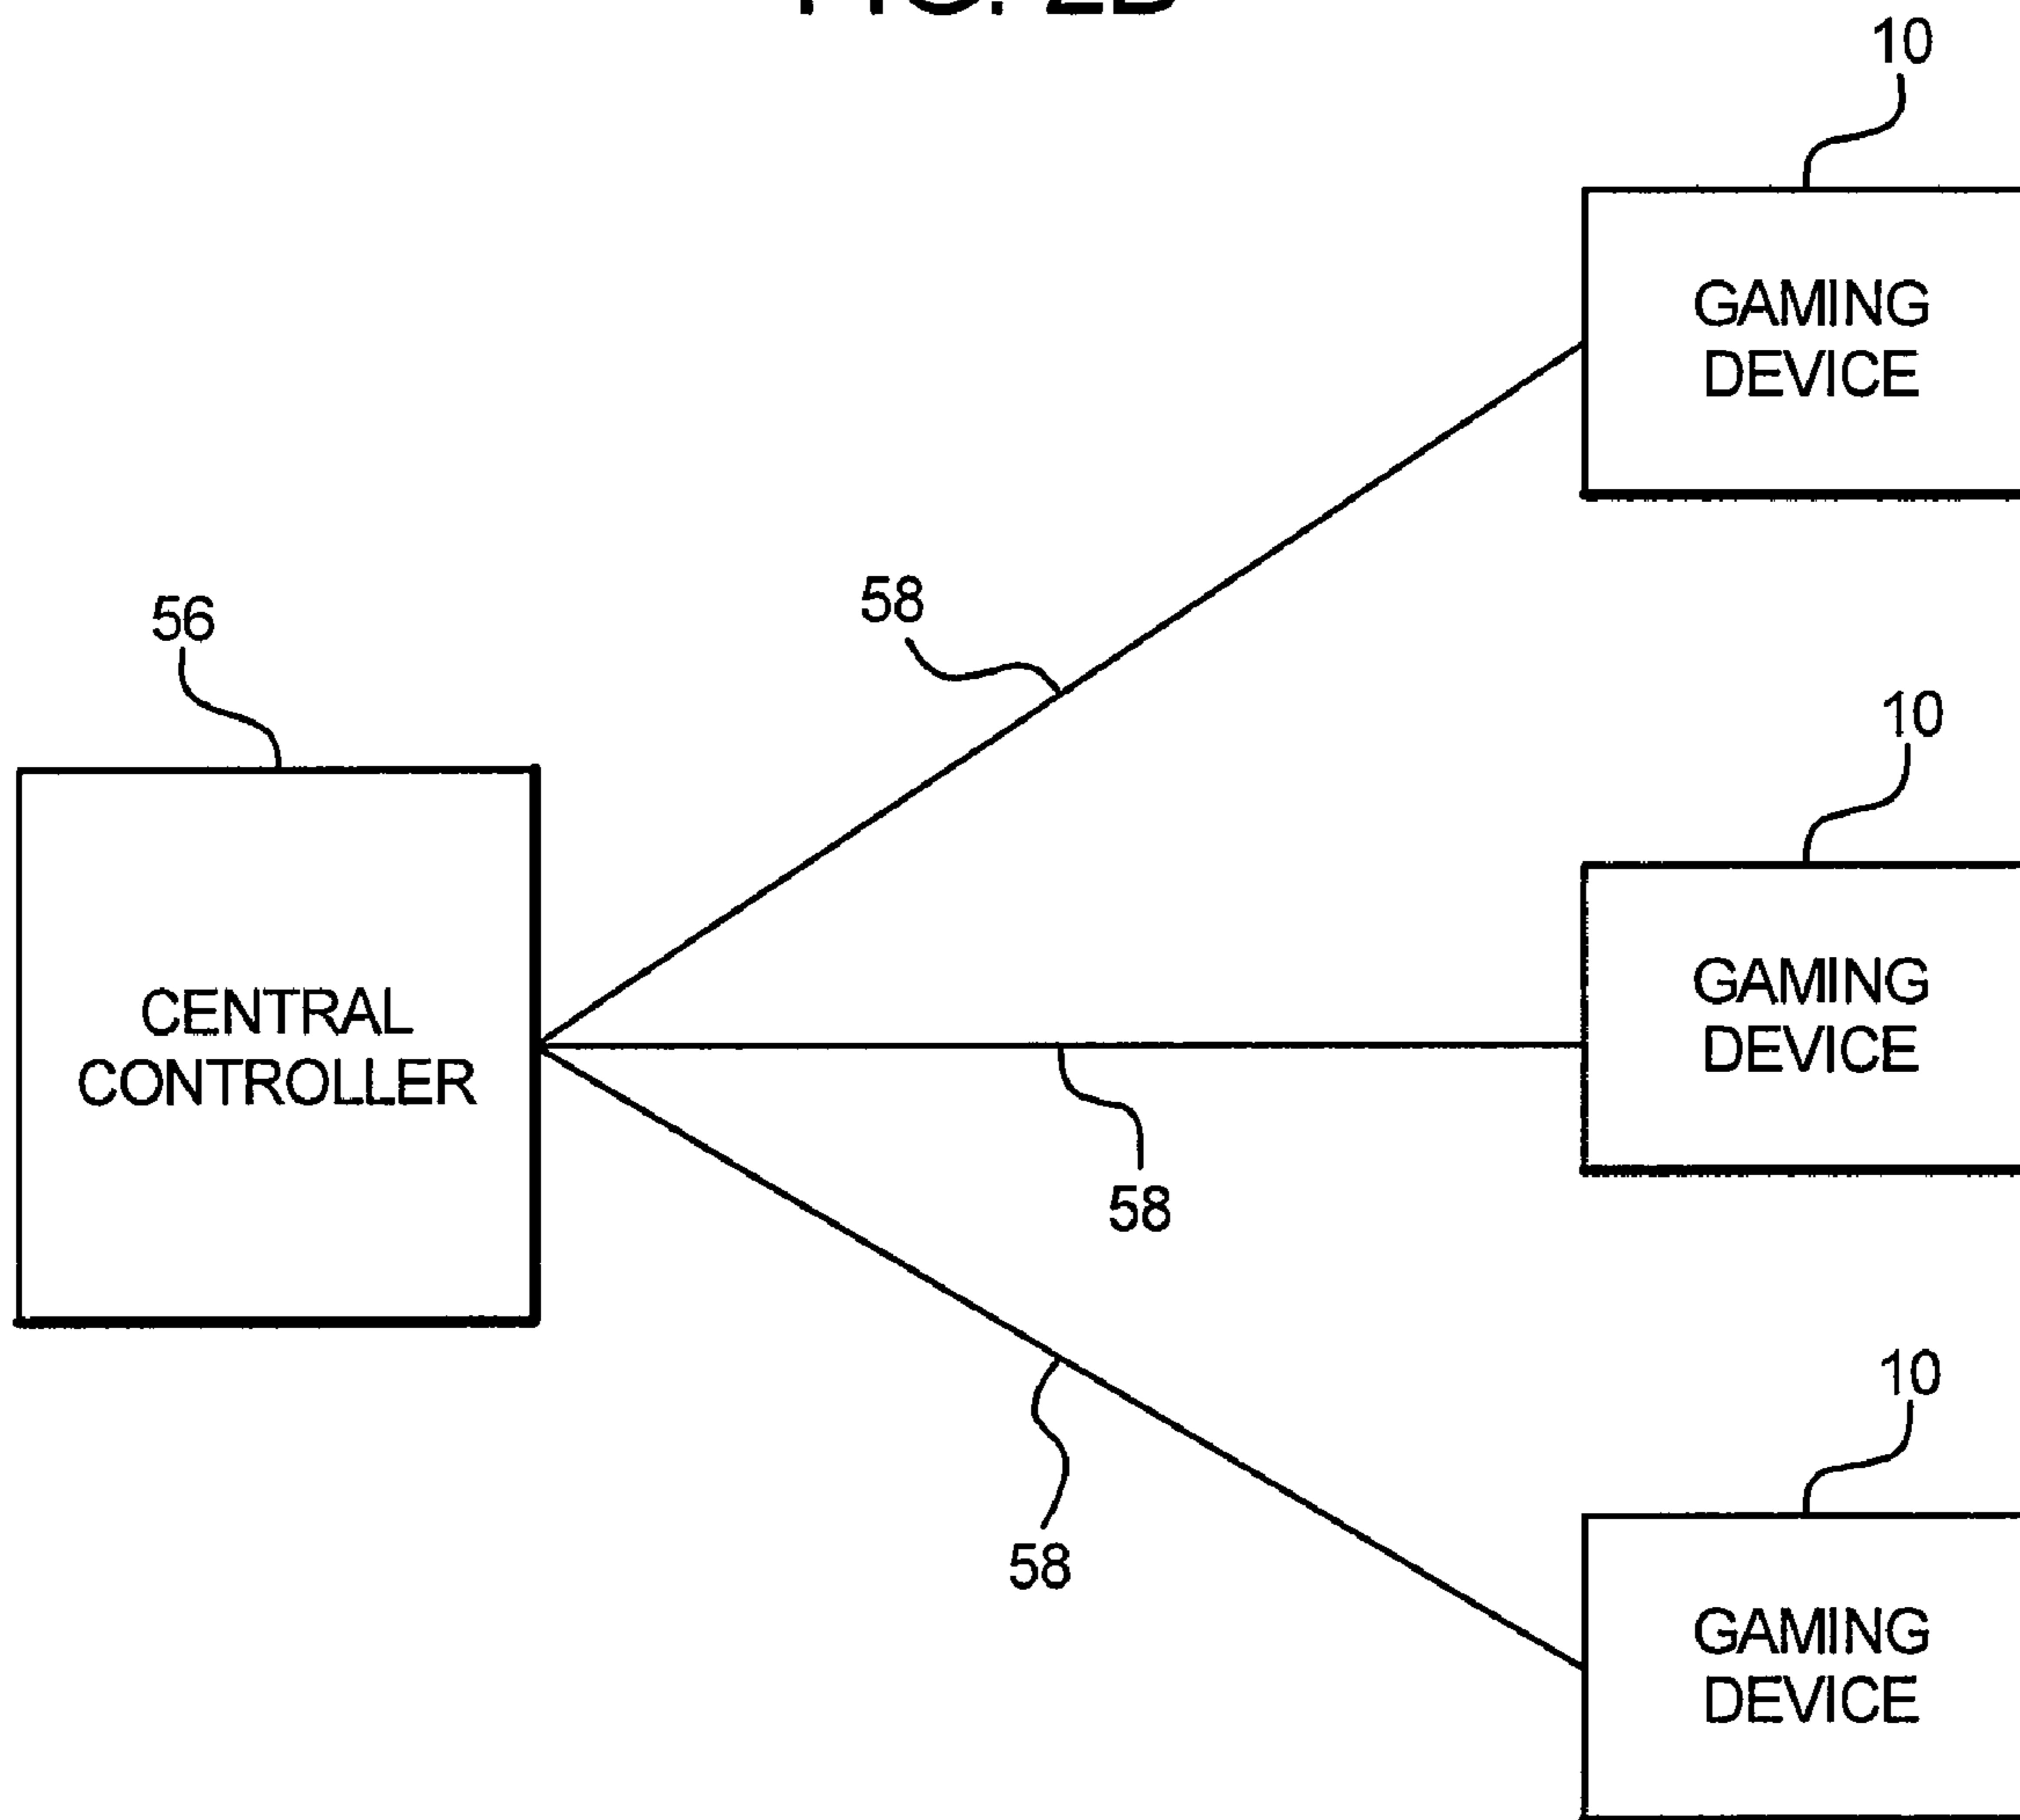 10
GAMING
DEVICE
58
56
10
CENTRAL
CONTROLLER
GAMING
DEVICE
58
10
58
GAMING
DEVICE